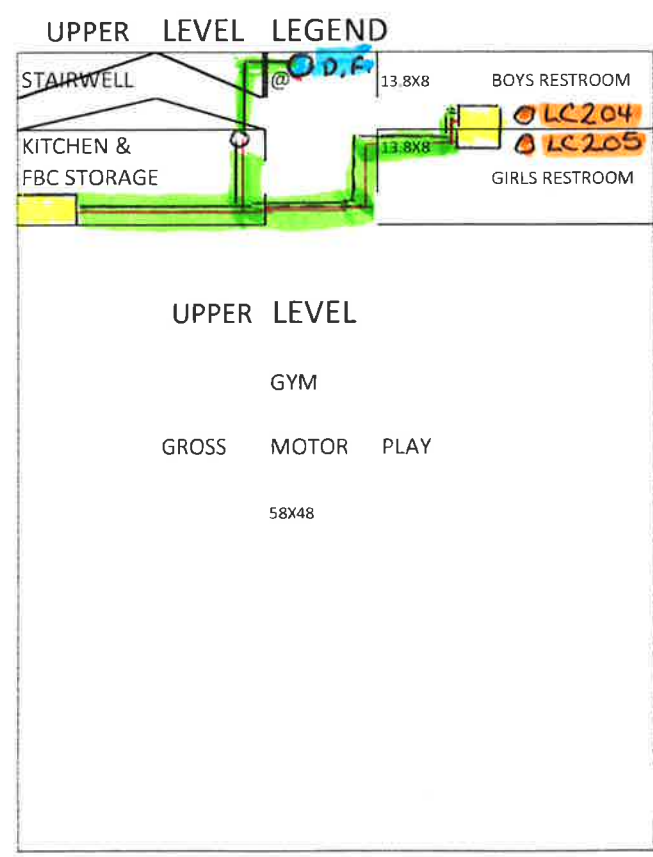 UPPER LEVEL LEGEND
STAIRWELL
@
D.F.
13.8X8
BOYS RESTROOM
LC204
KITCHEN &
FBC STORAGE
13.8X8
LC205
GIRLS RESTROOM
UPPER LEVEL
GYM
GROSS MOTOR PLAY
58X48